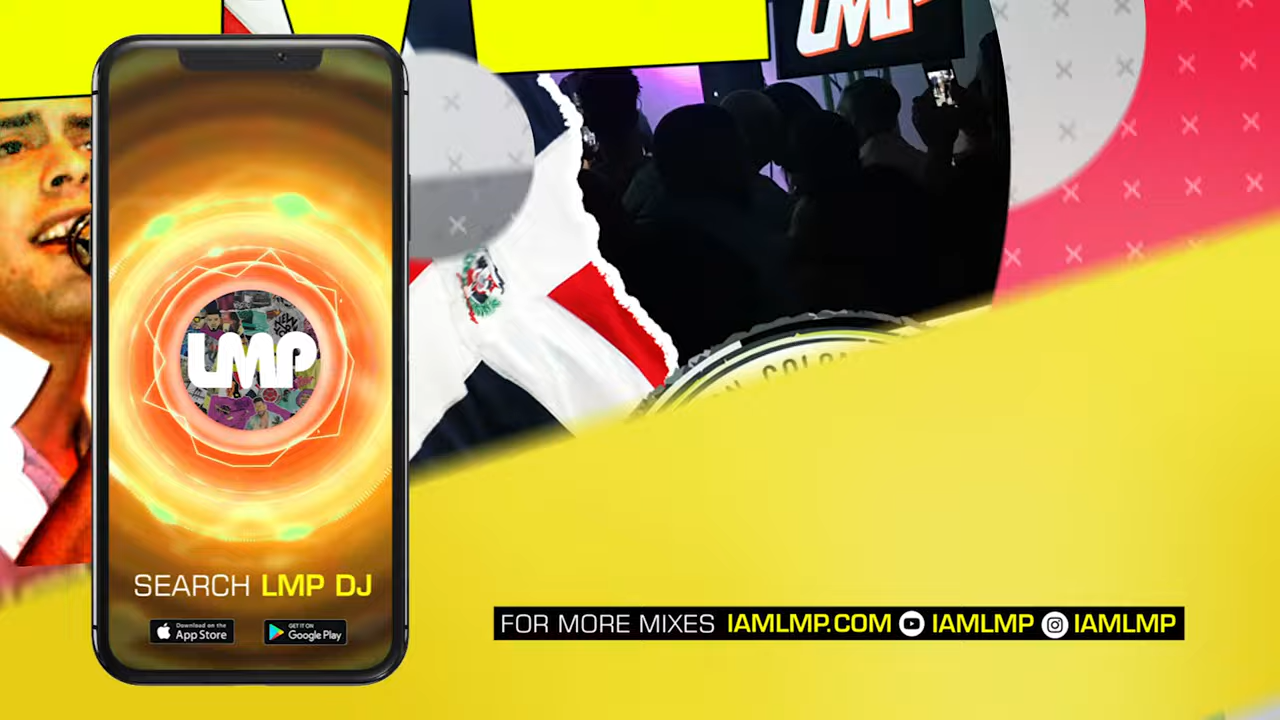 LMP
LMP
SEARCH LMP DJ
Download on the
App Store
GET IT ON
Google Play
FOR MORE MIXES IAMLMP.COM IAMLMP IAMLMP